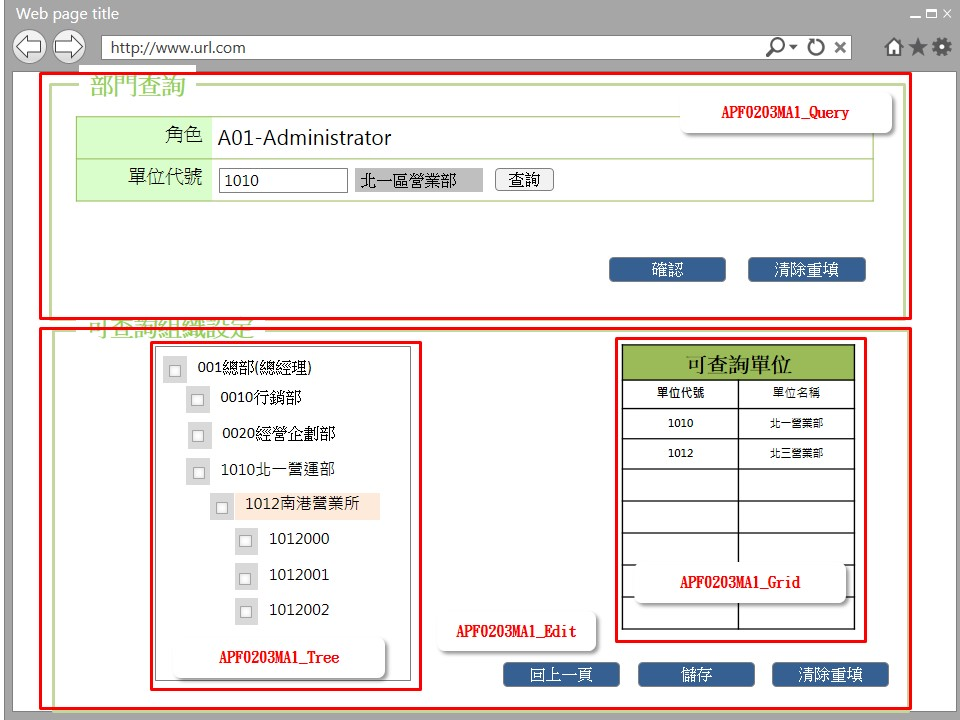 Web page title
http://www.url.com
部門查詢
APF0203MA1_Query
角色 A01-Administrator
單位代號 1010 北一區營業部 查詢
確認 清除重填
可查詢組織設定
001總部(總經理)
0010行銷部
0020經營企劃部
1010北一營運部
1012南港營業所
1012000
1012001
1012002
APF0203MA1_Tree
可查詢單位
單位代號 單位名稱
1010 北一營業部
1012 北三營業部
APF0203MA1_Grid
APF0203MA1_Edit
回上一頁 儲存 清除重填